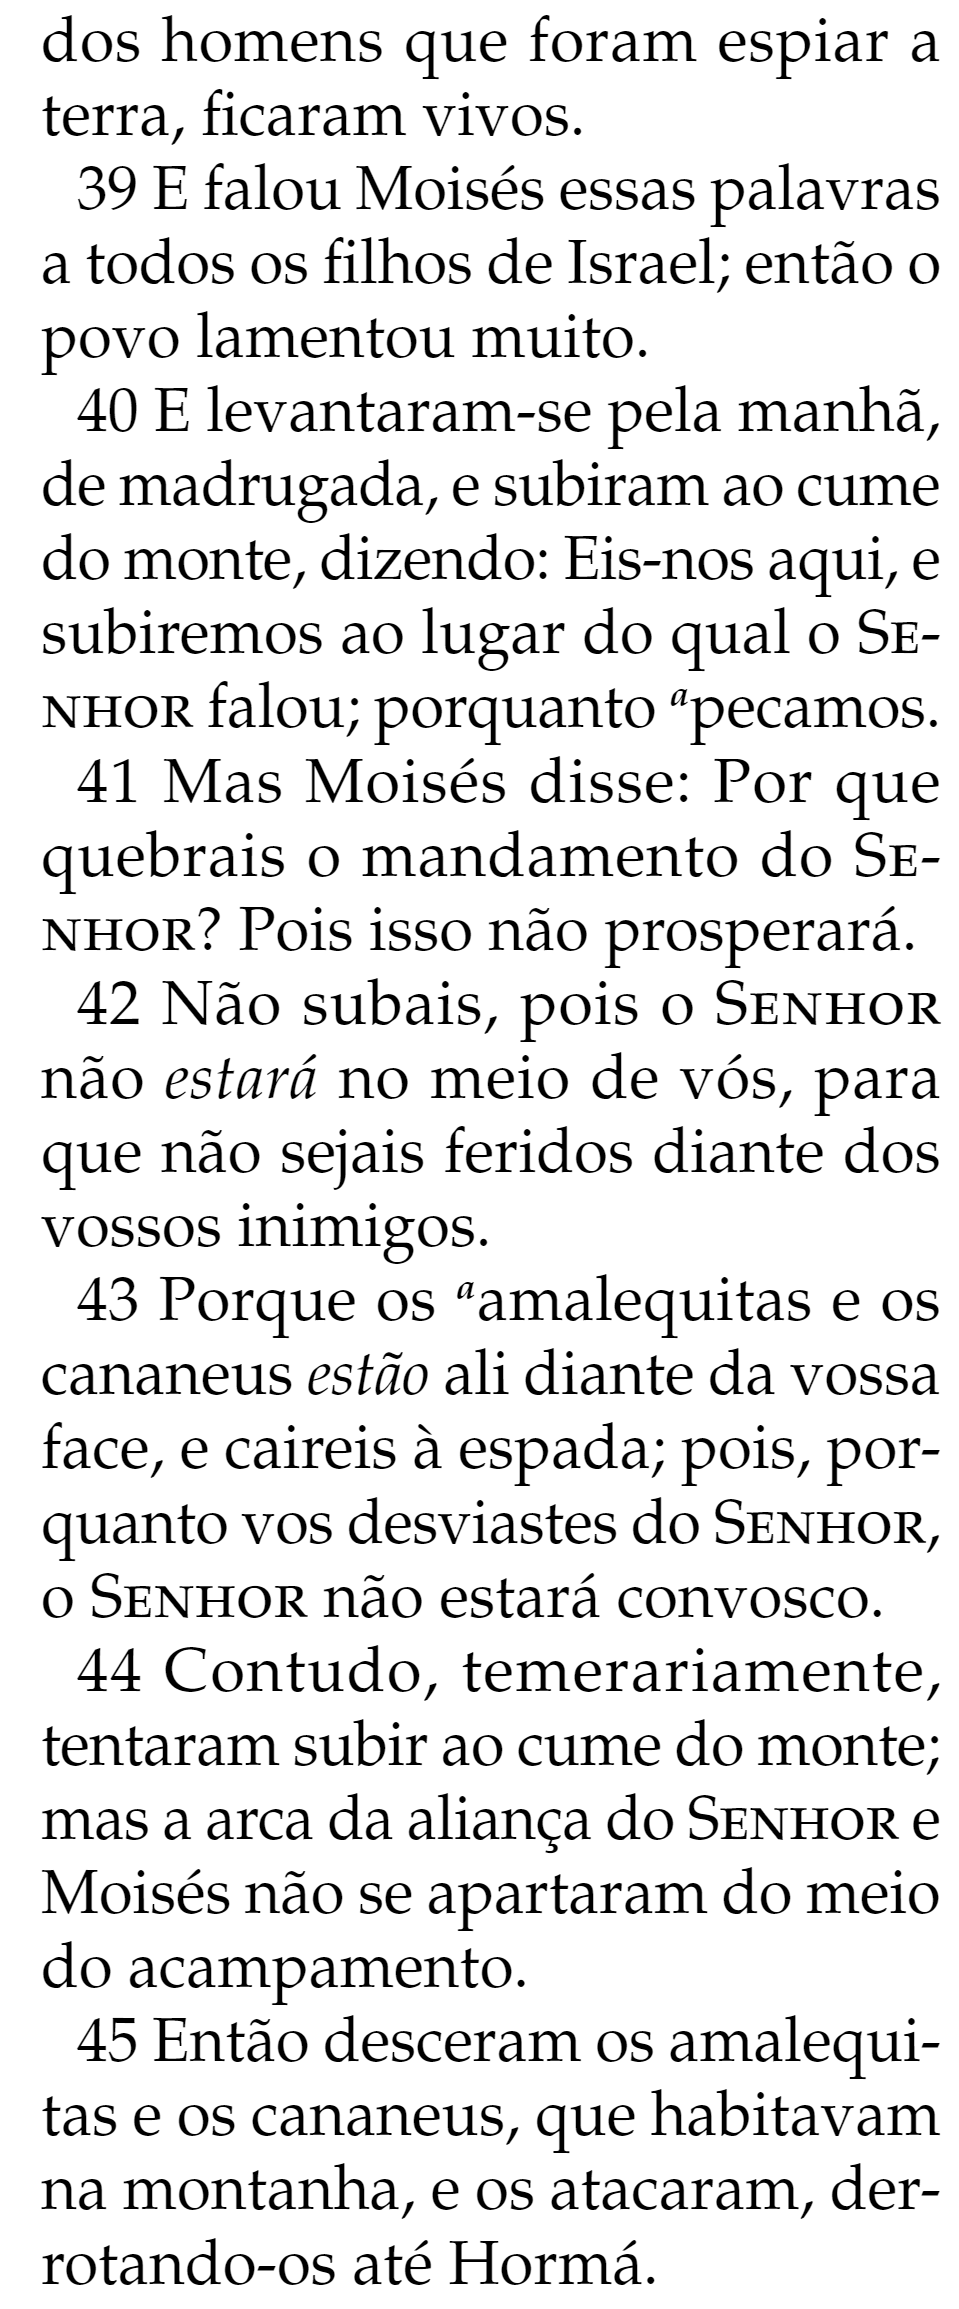 dos homens que foram espiar a
terra, ficaram vivos.
39 E falou Moisés essas palavras
a todos os filhos de Israel; então o
povo lamentou muito.
40 E levantaram-se pela manhã,
de madrugada, e subiram ao cume
do monte, dizendo: Eis-nos aqui, e
subiremos ao lugar do qual o SE-
NHOR falou; porquanto ᵃpecamos.
41 Mas Moisés disse: Por que
quebrais o mandamento do SE-
NHOR? Pois isso não prosperará.
42 Não subais, pois o SENHOR
não estará no meio de vós, para
que não sejais feridos diante dos
vossos inimigos.
43 Porque os ᵃamalequitas e os
cananeus estão ali diante da vossa
face, e caireis à espada; pois, por-
quanto vos desviastes do SENHOR,
o SENHOR não estará convosco.
44 Contudo, temerariamente,
tentaram subir ao cume do monte;
mas a arca da aliança do SENHOR e
Moisés não se apartaram do meio
do acampamento.
45 Então desceram os amalequi-
tas e os cananeus, que habitavam
na montanha, e os atacaram, der-
rotando-os até Hormá.